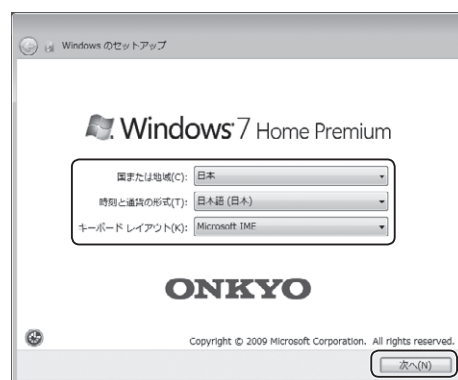 Windows のセットアップ
Windows 7 Home Premium
国または地域(C): 日本
時刻と通貨の形式(T): 日本語 (日本)
キーボード レイアウト(K): Microsoft IME
ONKYO
Copyright © 2009 Microsoft Corporation. All rights reserved.
次へ(N)